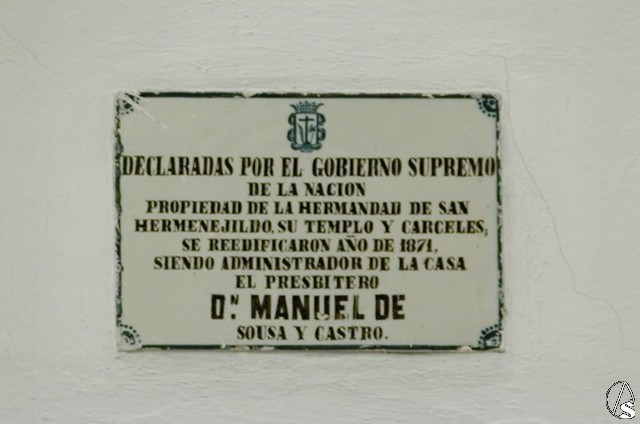 DECLARADAS POR EL GOBIERNO SUPREMO
DE LA NACION
PROPIEDAD DE LA HERMANDAD DE SAN
HERMENEJILDO, SU TEMPLO Y CARCELES,
SE REEDIFICARON AÑO DE 1871,
SIENDO ADMINISTRADOR DE LA CASA
EL PRESBITERO
D.N MANUEL DE
SOUSA Y CASTRO.